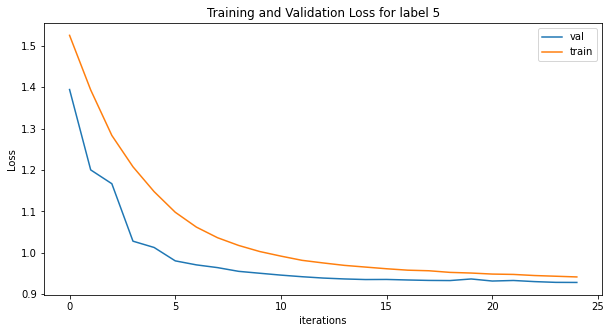 Training and Validation Loss for label 5
val
train
Loss
1.5
1.4
1.3
1.2
1.1
1.0
0.9
0 5 10 15 20 25
iterations